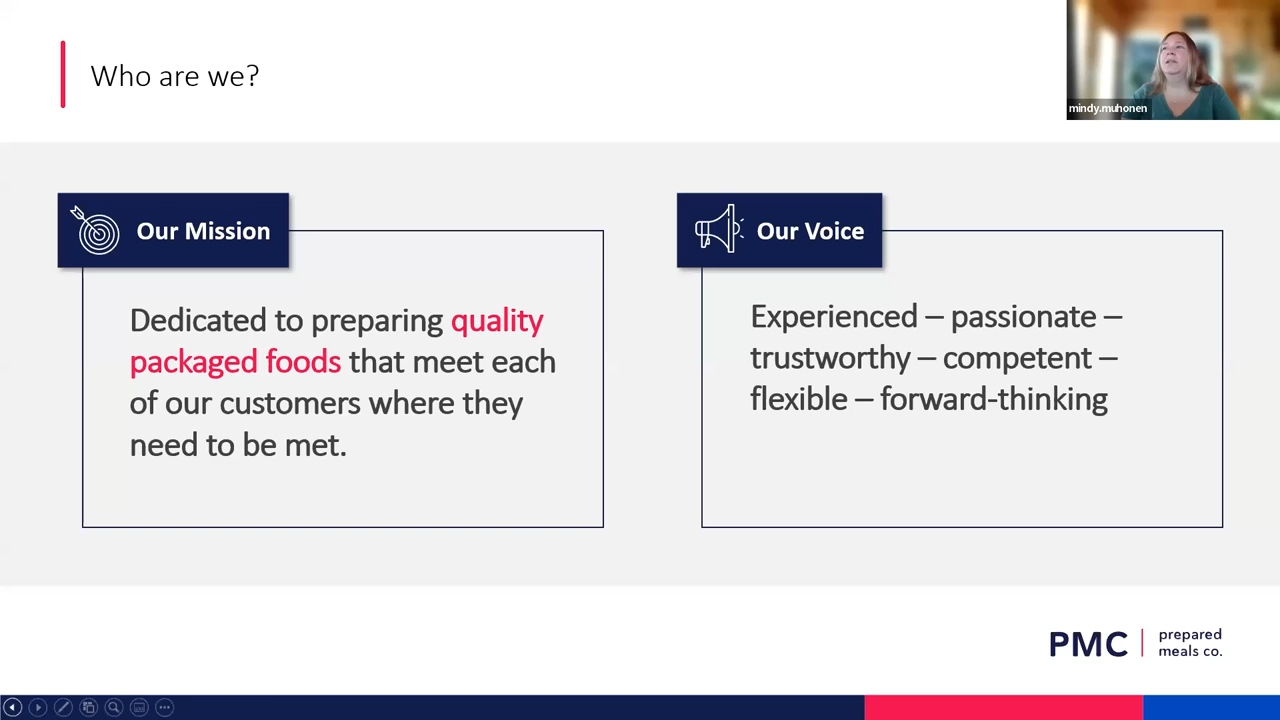 Who are we?
mindy.muhonen
Our Mission
Dedicated to preparing quality
packaged foods that meet each
of our customers where they
need to be met.
Our Voice
Experienced – passionate –
trustworthy – competent –
flexible – forward-thinking
PMC
prepared
meals co.